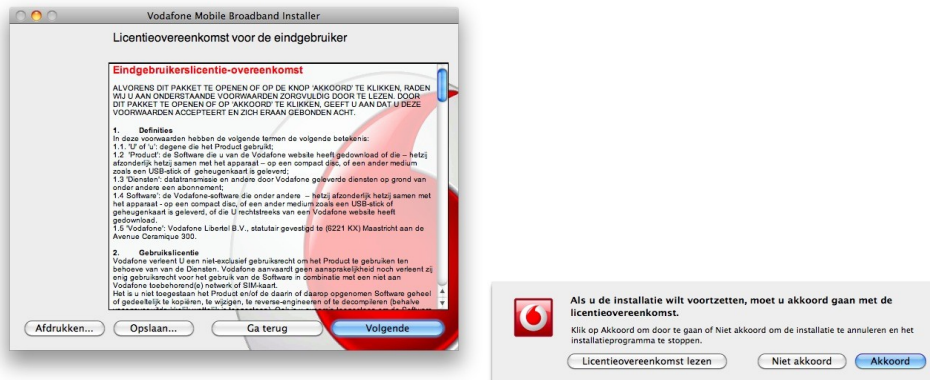 Vodafone Mobile Broadband Installer
Licentieovereenkomst voor de eindgebruiker
Eindgebruikerslicentie-overeenkomst
ALVORENS DIT PAKKET TE OPENEN OF OP DE KNOP 'AKKOORD' TE KLIKKEN, RADEN
WIJ U AAN ONDERSTAANDE VOORWAARDEN ZORGVULDIG DOOR TE LEZEN. DOOR
DIT PAKKET TE OPENEN OF OP 'AKKOORD' TE KLIKKEN, GEEFT U AAN DAT U DEZE
VOORWAARDEN ACCEPTEERT EN ZICH ERAAN GEBONDEN ACHT.
1. Definities
In deze voorwaarden hebben de volgende termen de volgende betekenis:
1.1. 'U' of 'u': degene die het Product gebruikt;
1.2 'Product': de Software die u van de Vodafone website heeft gedownload of die – hetzij
afzonderlijk hetzij samen met het apparaat – op een compact disc, of een ander medium
zoals een USB-stick of geheugenkaart is geleverd;
1.3 'Diensten': datatransmissie en andere door Vodafone geleverde diensten op grond van
onder andere een abonnement;
1.4 Software': de Vodafone-software die onder andere – hetzij afzonderlijk hetzij samen met
het apparaat - op een compact disc, of een ander medium zoals een USB-stick of
geheugenkaart is geleverd, of die U rechtstreeks van een Vodafone website heeft
gedownload.
1.5 'Vodafone': Vodafone Libertel B.V., statutair gevestigd te (6221 KX) Maastricht aan de
Avenue Ceramique 300.
2. Gebruikslicentie
Vodafone verleent U een niet-exclusief gebruiksrecht om het Product te gebruiken ten
behoeve van van de Diensten. Vodafone aanvaardt geen aansprakelijkheid noch verleent zij
enig gebruiksrecht voor het gebruik van de Software in combinatie met een niet aan
Vodafone toebehorend(e) netwerk of SIM-kaart.
Het is u niet toegestaan het Product en/of de daarin of daarop opgenomen Software geheel
of gedeeltelijk te kopiëren, te wijzigen, te reverse-engineeren of te decompileren (behalve
Afdrukken...
Opslaan...
Ga terug
Volgende
Als u de installatie wilt voortzetten, moet u akkoord gaan met de
licentieovereenkomst.
Klik op Akkoord om door te gaan of Niet akkoord om de installatie te annuleren en het
installatieprogramma te stoppen.
Licentieovereenkomst lezen
Niet akkoord
Akkoord